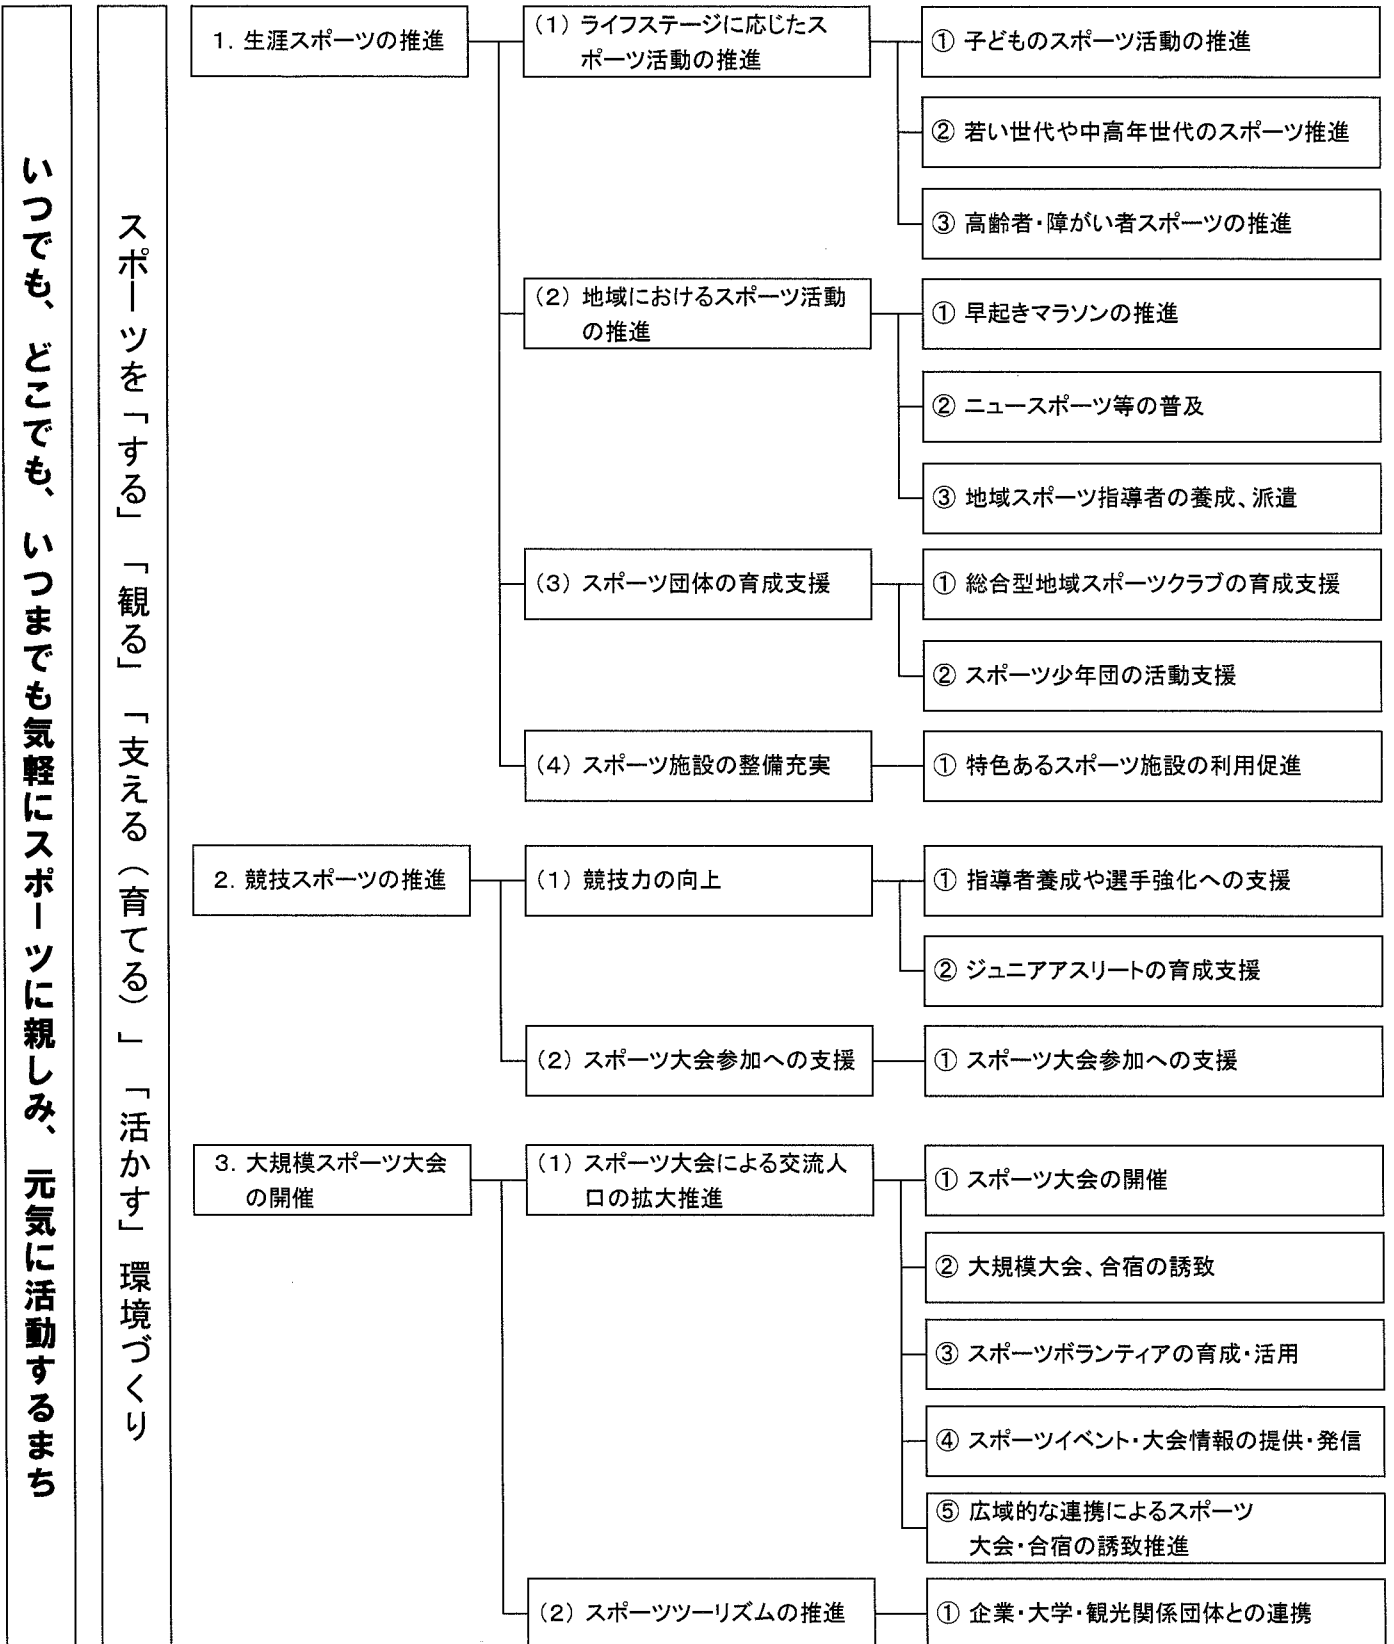 いつでも、どこでも、いつまでも気軽にスポーツに親しみ、元気に活動するまち
スポーツを「する」「観る」「支える（育てる）」「活かす」環境づくり
1．生涯スポーツの推進
（1）ライフステージに応じたス
ポーツ活動の推進
① 子どものスポーツ活動の推進
② 若い世代や中高年世代のスポーツ推進
③ 高齢者・障がい者スポーツの推進
（2）地域におけるスポーツ活動
の推進
① 早起きマラソンの推進
② ニュースポーツ等の普及
③ 地域スポーツ指導者の養成、派遣
（3）スポーツ団体の育成支援
① 総合型地域スポーツクラブの育成支援
② スポーツ少年団の活動支援
（4）スポーツ施設の整備充実
① 特色あるスポーツ施設の利用促進
2．競技スポーツの推進
（1）競技力の向上
① 指導者養成や選手強化への支援
② ジュニアアスリートの育成支援
（2）スポーツ大会参加への支援
① スポーツ大会参加への支援
3．大規模スポーツ大会
の開催
（1）スポーツ大会による交流人
口の拡大推進
① スポーツ大会の開催
② 大規模大会、合宿の誘致
③ スポーツボランティアの育成・活用
④ スポーツイベント・大会情報の提供・発信
⑤ 広域的な連携によるスポーツ
大会・合宿の誘致推進
（2）スポーツツーリズムの推進
① 企業・大学・観光関係団体との連携